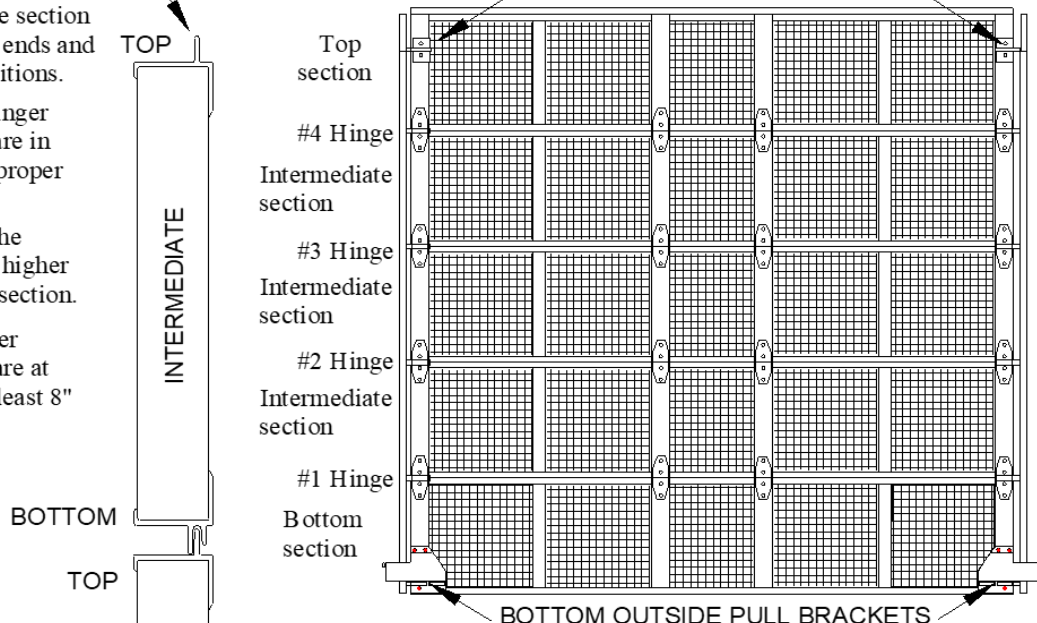 e section
ends and
itions.
nger
re in
proper
he
higher
section.
er
re at
least 8"
TOP
INTERMEDIATE
BOTTOM
TOP
Top
section
#4 Hinge
Intermediate
section
#3 Hinge
Intermediate
section
#2 Hinge
Intermediate
section
#1 Hinge
Bottom
section
BOTTOM OUTSIDE PULL BRACKETS